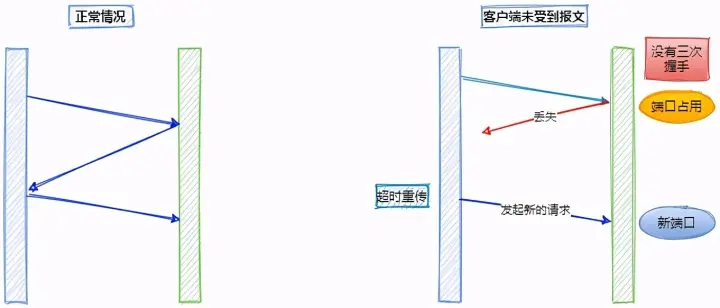 正常情况
客户端未受到报文
没有三次
握手
端口占用
丢失
超时重传
发起新的请求
新端口